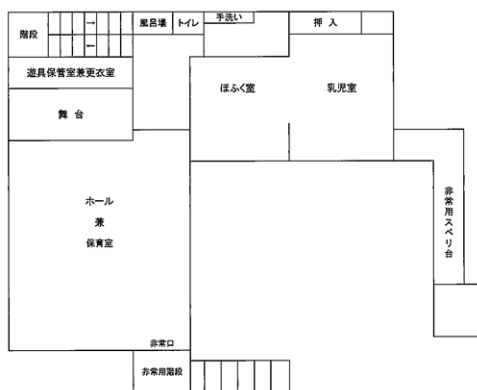 階段
→
←
風呂場
トイレ
手洗い
押入
遊具保管室兼更衣室
舞台
ほふく室
乳児室
ホール
兼
保育室
非常用スベリ台
非常口
非常用階段